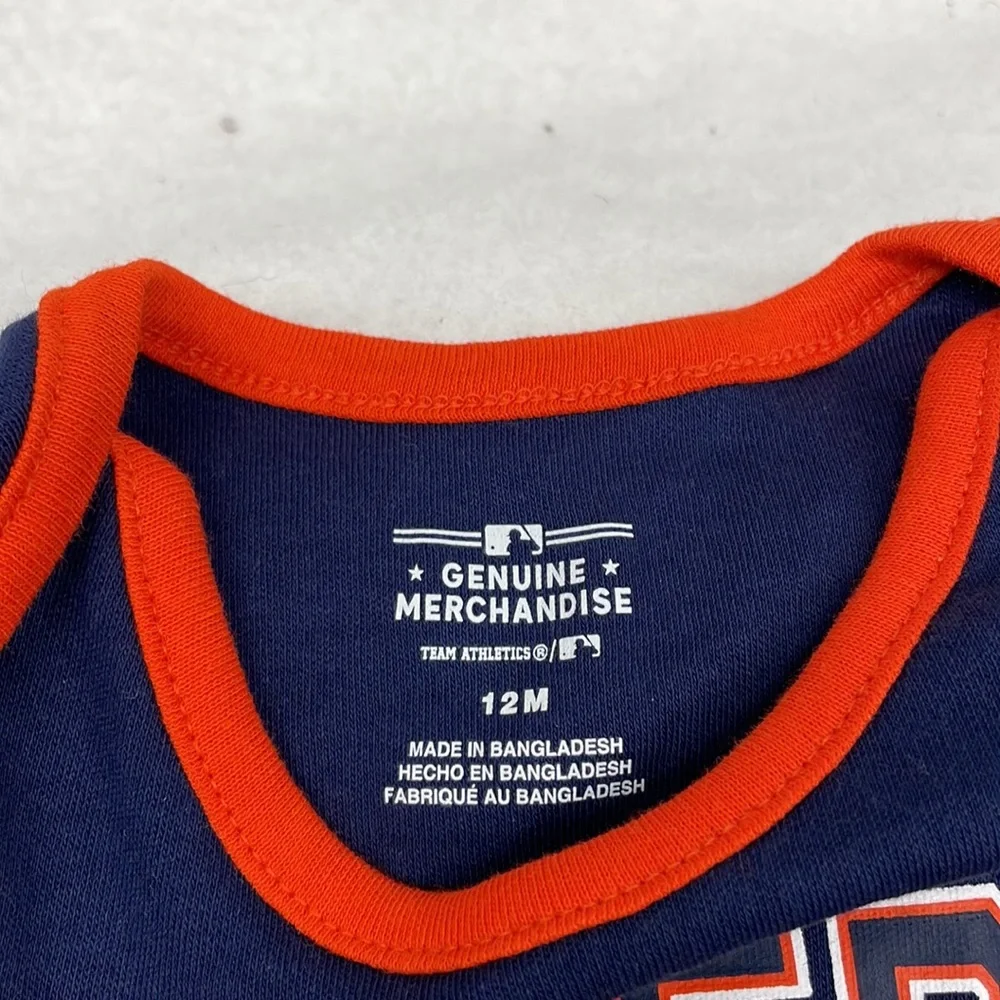 ★ GENUINE ★
MERCHANDISE
TEAM ATHLETICS®/
12M
MADE IN BANGLADESH
HECHO EN BANGLADESH
FABRIQUÉ AU BANGLADESH